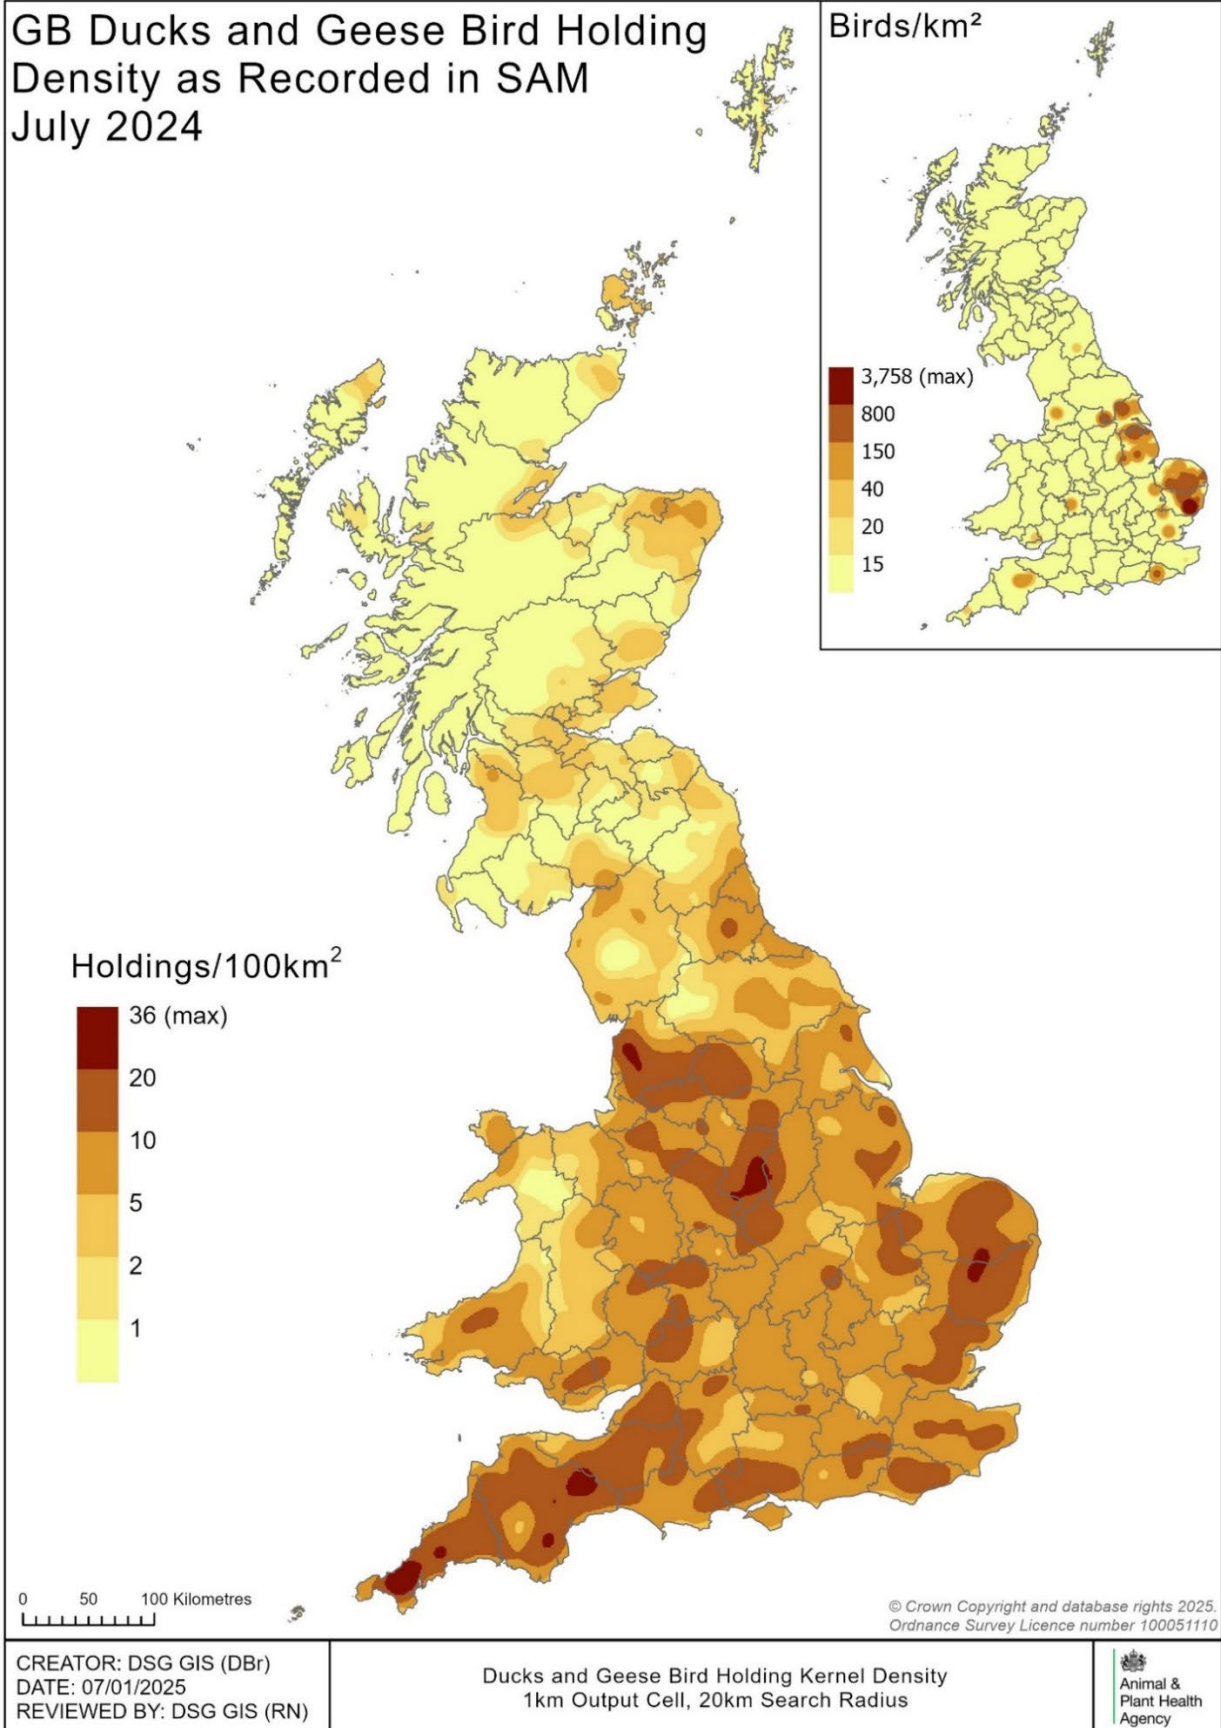 GB Ducks and Geese Bird Holding
Density as Recorded in SAM
July 2024
Birds/km²
3,758 (max)
800
150
40
20
15
Holdings/100km²
36 (max)
20
10
5
2
1
0 50 100 Kilometres
© Crown Copyright and database rights 2025.
Ordnance Survey Licence number 100051110
CREATOR: DSG GIS (DBr)
DATE: 07/01/2025
REVIEWED BY: DSG GIS (RN)
Ducks and Geese Bird Holding Kernel Density
1km Output Cell, 20km Search Radius
Animal &
Plant Health
Agency